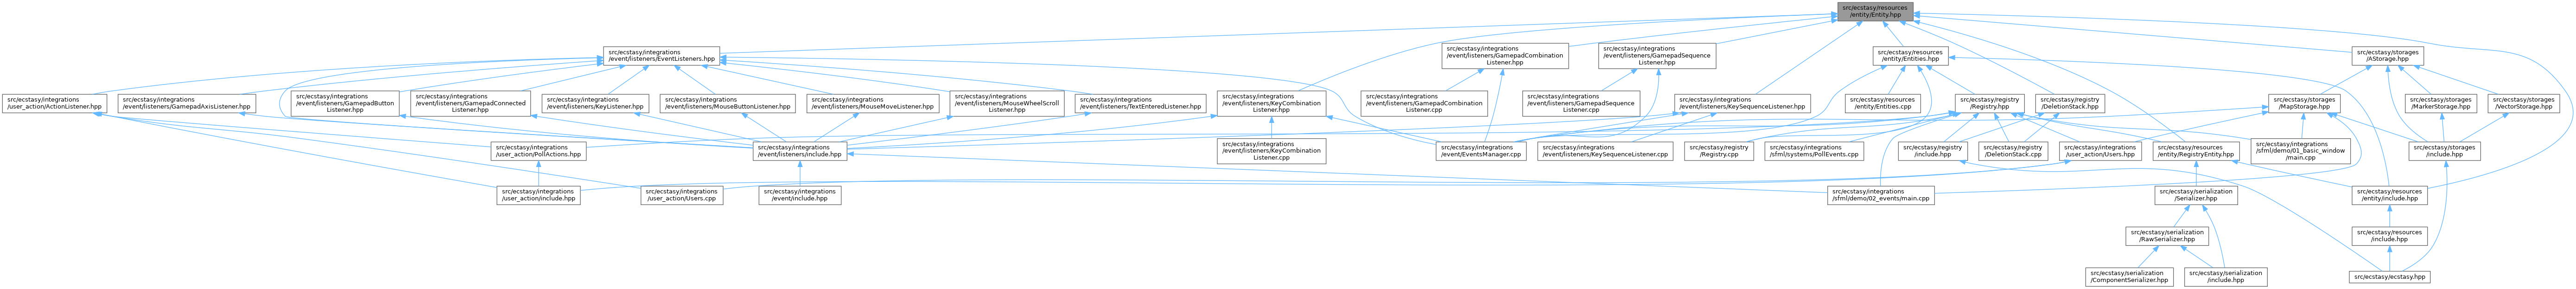 src/ecstasy/resources
/entity/Entity.hpp
src/ecstasy/integrations
/event/listeners/EventListeners.hpp
src/ecstasy/integrations
/event/listeners/GamepadCombination
Listener.hpp
src/ecstasy/integrations
/event/listeners/GamepadSequence
Listener.hpp
src/ecstasy/resources
/entity/Entities.hpp
src/ecstasy/storages
/AStorage.hpp
src/ecstasy/integrations
/user_action/ActionListener.hpp
src/ecstasy/integrations
/event/listeners/GamepadAxisListener.hpp
src/ecstasy/integrations
/event/listeners/GamepadButton
Listener.hpp
src/ecstasy/integrations
/event/listeners/GamepadConnected
Listener.hpp
src/ecstasy/integrations
/event/listeners/KeyListener.hpp
src/ecstasy/integrations
/event/listeners/MouseButtonListener.hpp
src/ecstasy/integrations
/event/listeners/MouseMoveListener.hpp
src/ecstasy/integrations
/event/listeners/MouseWheelScroll
Listener.hpp
src/ecstasy/integrations
/event/listeners/TextEnteredListener.hpp
src/ecstasy/integrations
/event/listeners/KeyCombination
Listener.hpp
src/ecstasy/integrations
/event/listeners/GamepadCombination
Listener.cpp
src/ecstasy/integrations
/event/listeners/GamepadSequence
Listener.cpp
src/ecstasy/integrations
/event/listeners/KeySequenceListener.hpp
src/ecstasy/resources
/entity/Entities.cpp
src/ecstasy/registry
/Registry.hpp
src/ecstasy/registry
/DeletionStack.hpp
src/ecstasy/storages
/MapStorage.hpp
src/ecstasy/storages
/MarkerStorage.hpp
src/ecstasy/storages
/VectorStorage.hpp
src/ecstasy/integrations
/user_action/PollActions.hpp
src/ecstasy/integrations
/event/listeners/include.hpp
src/ecstasy/integrations
/event/listeners/KeyCombination
Listener.cpp
src/ecstasy/integrations
/event/EventsManager.cpp
src/ecstasy/integrations
/event/listeners/KeySequenceListener.cpp
src/ecstasy/registry
/Registry.cpp
src/ecstasy/integrations
/sfml/systems/PollEvents.cpp
src/ecstasy/registry
/include.hpp
src/ecstasy/registry
/DeletionStack.cpp
src/ecstasy/integrations
/user_action/Users.hpp
src/ecstasy/resources
/entity/RegistryEntity.hpp
src/ecstasy/integrations
/sfml/demo/01_basic_window
/main.cpp
src/ecstasy/storages
/include.hpp
src/ecstasy/integrations
/user_action/include.hpp
src/ecstasy/integrations
/user_action/Users.cpp
src/ecstasy/integrations
/event/include.hpp
src/ecstasy/integrations
/sfml/demo/02_events/main.cpp
src/ecstasy/serialization
/Serializer.hpp
src/ecstasy/resources
/entity/include.hpp
src/ecstasy/serialization
/RawSerializer.hpp
src/ecstasy/resources
/include.hpp
src/ecstasy/serialization
/ComponentSerializer.hpp
src/ecstasy/serialization
/include.hpp
src/ecstasy/ecstasy.hpp